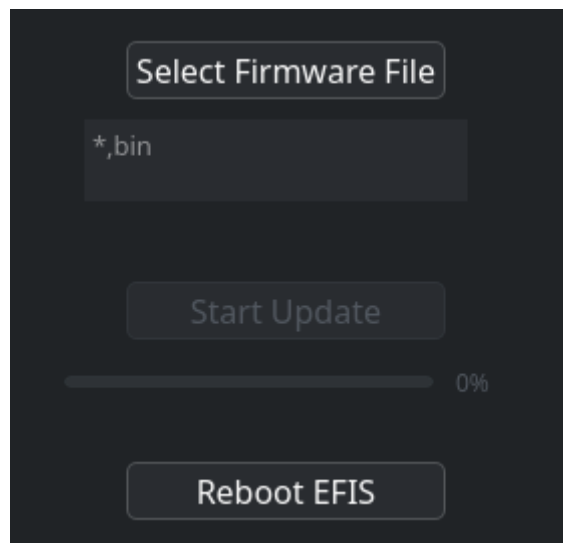 Select Firmware File
*,bin
Start Update
0%
Reboot EFIS